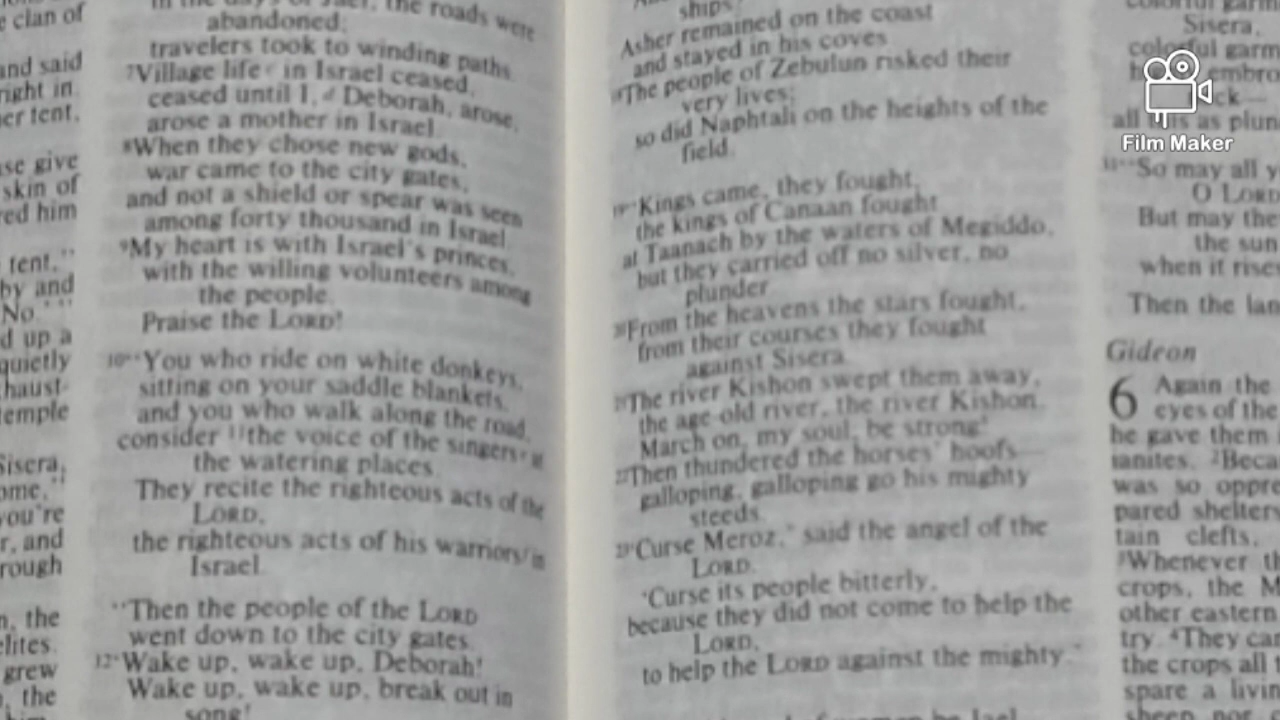 e clan of
and said
right in
er tent,
se give
skin of
red him
tent,"
by and
No.'"
d up a
quietly
haust-
temple
Sisera,
ome,"
you're
r, and
rough
n, the
elites.
grew
, the
the roads were
abandoned;
travelers took to winding paths.
7Village life in Israel ceased,
ceased until I, d Deborah, arose,
arose a mother in Israel.
8When they chose new gods,
war came to the city gates,
and not a shield or spear was seen
among forty thousand in Israel.
9My heart is with Israel's princes,
with the willing volunteers among
the people.
Praise the LORD!
10"You who ride on white donkeys,
sitting on your saddle blankets,
and you who walk along the road,
consider 11the voice of the singers at
the watering places.
They recite the righteous acts of the
LORD,
the righteous acts of his warriors in
Israel.
"Then the people of the LORD
went down to the city gates.
12'Wake up, wake up, Deborah!
Wake up, wake up, break out in
song!
ships?
Asher remained on the coast
and stayed in his coves.
18The people of Zebulun risked their
very lives;
so did Naphtali on the heights of the
field.
19"Kings came, they fought;
the kings of Canaan fought
at Taanach by the waters of Megiddo,
but they carried off no silver, no
plunder.
20From the heavens the stars fought,
from their courses they fought
against Sisera.
21The river Kishon swept them away,
the age-old river, the river Kishon.
March on, my soul; be strong!
22Then thundered the horses' hoofs—
galloping, galloping go his mighty
steeds.
23'Curse Meroz,' said the angel of the
LORD.
'Curse its people bitterly,
because they did not come to help the
LORD,
to help the LORD against the mighty.'
Jael
colorful garm
Sisera,
colorful garm
embro
ck—
all this as plun
31"So may all y
O LORD
But may the
the sun
when it rises
Then the lan
Gideon
6 Again the
eyes of the
he gave them
ianites. 2Beca
was so oppre
pared shelters
tain clefts,
3Whenever th
crops, the M
other eastern
try. 4They cam
the crops all
spare a livin
sheep nor
Film Maker